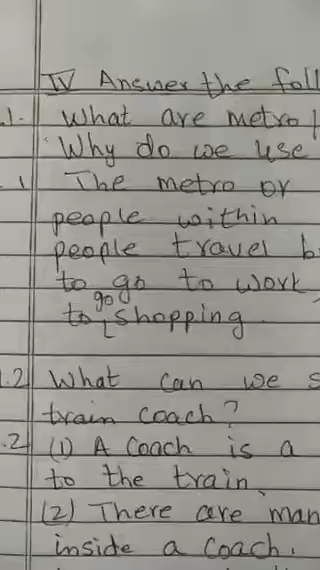 IV Answer the foll
1. What are metro
Why do we use
1 The metro or
people within
people travel b
to go to work,
go
to shopping.
1.2 What can we s
train coach?
.2 (1) A coach is a
to the train.
(2) There are man
inside a coach.